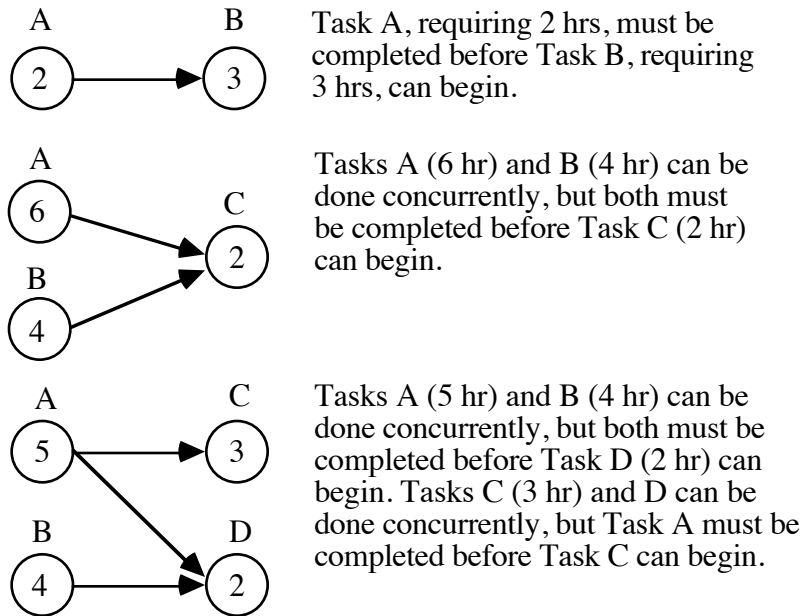 A B
2 3
Task A, requiring 2 hrs, must be
completed before Task B, requiring
3 hrs, can begin.
A
6
B
4
C
2
Tasks A (6 hr) and B (4 hr) can be
done concurrently, but both must
be completed before Task C (2 hr)
can begin.
A C
5 3
B D
4 2
Tasks A (5 hr) and B (4 hr) can be
done concurrently, but both must be
completed before Task D (2 hr) can
begin. Tasks C (3 hr) and D can be
done concurrently, but Task A must be
completed before Task C can begin.